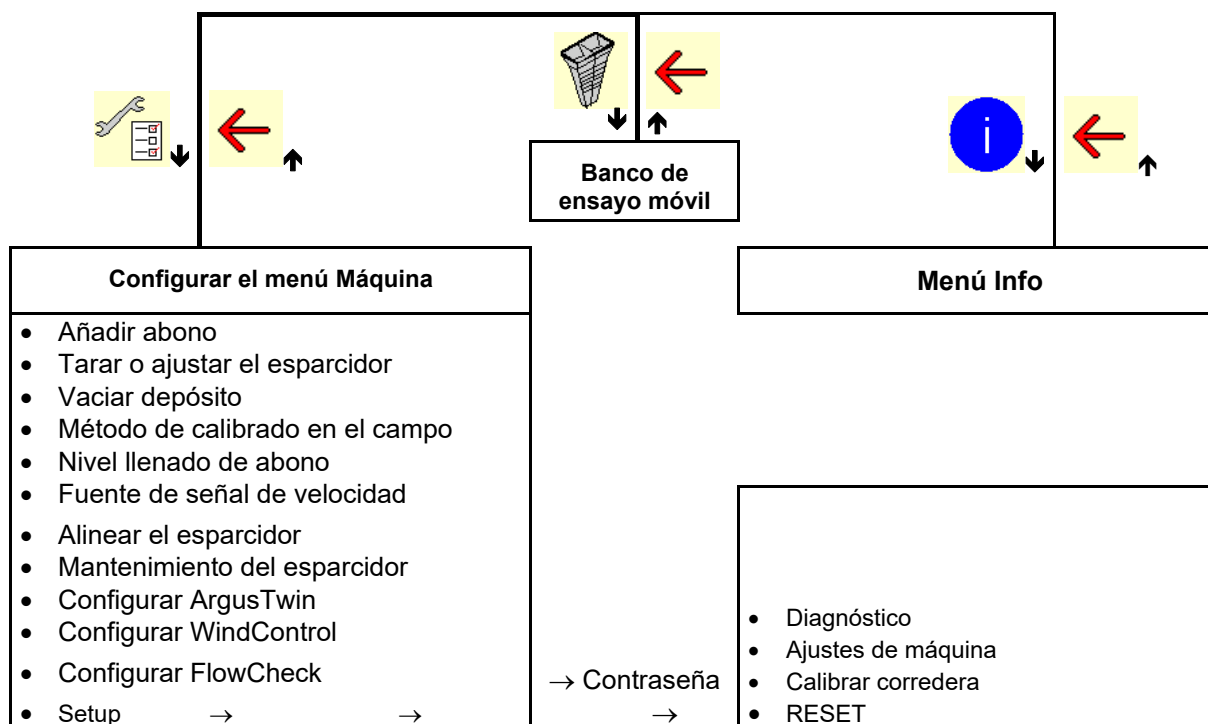 i
Banco de
ensayo móvil
Configurar el menú Máquina
Menú Info
• Añadir abono
• Tarar o ajustar el esparcidor
• Vaciar depósito
• Método de calibrado en el campo
• Nivel llenado de abono
• Fuente de señal de velocidad
• Alinear el esparcidor
• Mantenimiento del esparcidor
• Configurar ArgusTwin
• Configurar WindControl
• Configurar FlowCheck
• Setup → →
→ Contraseña
→
• Diagnóstico
• Ajustes de máquina
• Calibrar corredera
• RESET